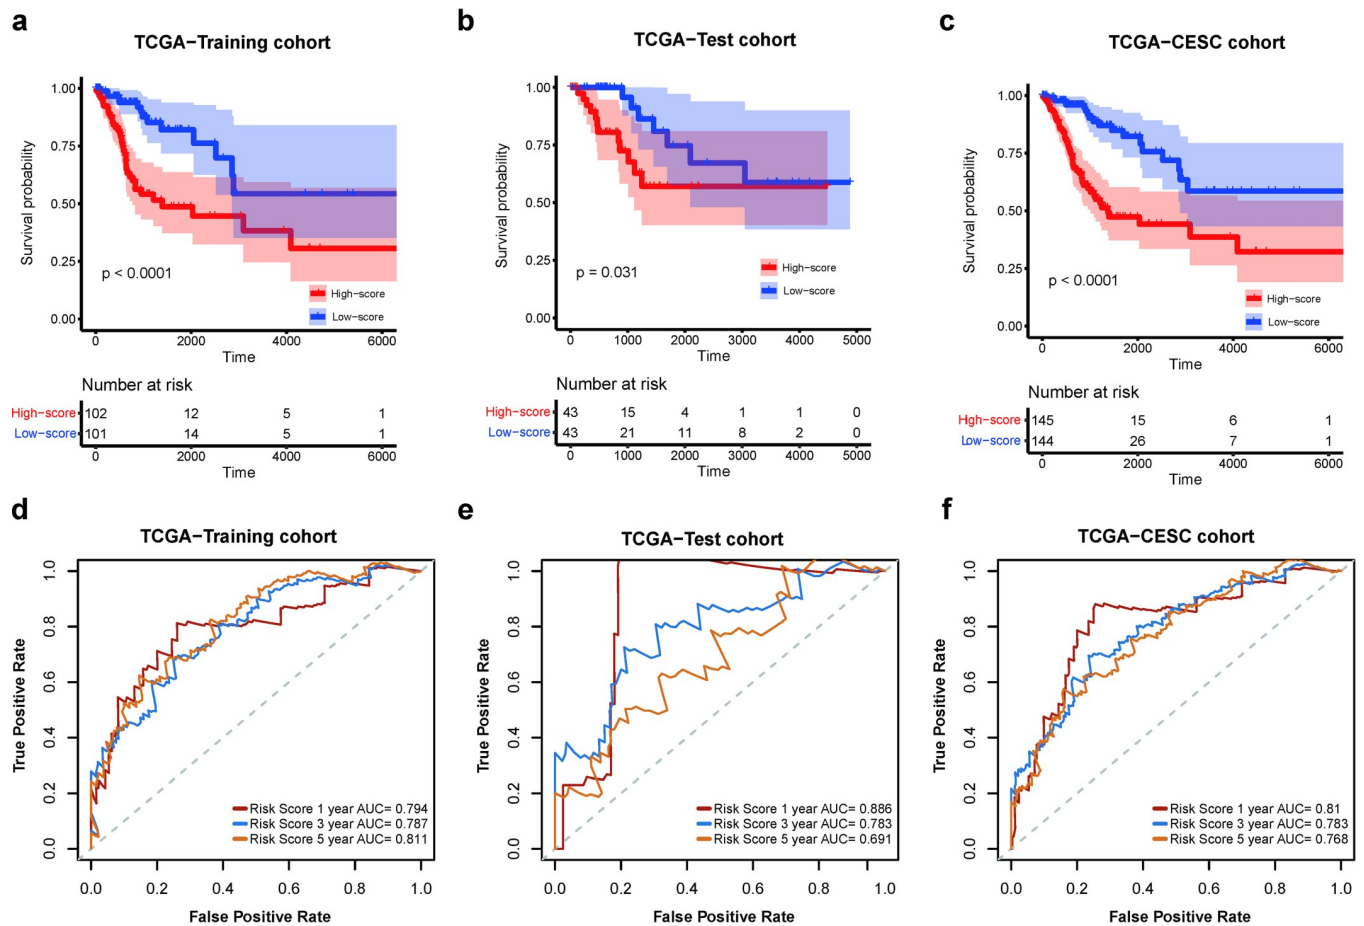 a
TCGA−Training cohort
Survival probability
1.00
0.75
0.50
0.25
0.00
p < 0.0001
High−score
Low−score
0 2000 4000 6000
Time
Number at risk
High−score 102 12 5 1
Low−score 101 14 5 1
0 2000 4000 6000
Time
b
TCGA−Test cohort
Survival probability
1.00
0.75
0.50
0.25
0.00
p = 0.031
High−score
Low−score
0 1000 2000 3000 4000 5000
Time
Number at risk
High−score 43 15 4 1 1 0
Low−score 43 21 11 8 2 0
0 1000 2000 3000 4000 5000
Time
c
TCGA−CESC cohort
Survival probability
1.00
0.75
0.50
0.25
0.00
p < 0.0001
High−score
Low−score
0 2000 4000 6000
Time
Number at risk
High−score 145 15 6 1
Low−score 144 26 7 1
0 2000 4000 6000
Time
d
TCGA−Training cohort
True Positive Rate
1.0
0.8
0.6
0.4
0.2
0.0
Risk Score 1 year AUC= 0.794
Risk Score 3 year AUC= 0.787
Risk Score 5 year AUC= 0.811
0.0 0.2 0.4 0.6 0.8 1.0
False Positive Rate
e
TCGA−Test cohort
True Positive Rate
1.0
0.8
0.6
0.4
0.2
0.0
Risk Score 1 year AUC= 0.886
Risk Score 3 year AUC= 0.783
Risk Score 5 year AUC= 0.691
0.0 0.2 0.4 0.6 0.8 1.0
False Positive Rate
f
TCGA−CESC cohort
True Positive Rate
1.0
0.8
0.6
0.4
0.2
0.0
Risk Score 1 year AUC= 0.81
Risk Score 3 year AUC= 0.783
Risk Score 5 year AUC= 0.768
0.0 0.2 0.4 0.6 0.8 1.0
False Positive Rate